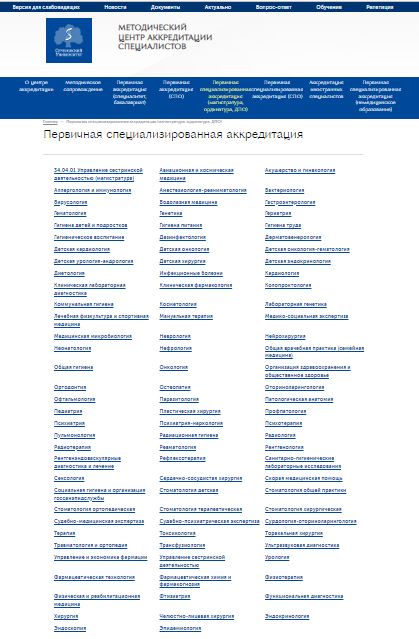 Версия для слабовидящих Новости Документы Актуально Вопрос-ответ Обучение Репетиция
МЕТОДИЧЕСКИЙ
ЦЕНТР АККРЕДИТАЦИИ
СПЕЦИАЛИСТОВ
О центре аккредитации
Методическое сопровождение
Первичная аккредитация (специалитет, бакалавриат)
Первичная аккредитация (СПО)
Первичная специализированная аккредитация (магистратура, ординатура, ДПО)
Первичная специализированная аккредитация (СПО)
Аккредитация иностранных специалистов
Первичная специализированная аккредитация (немедицинское образование)
Главная
Первичная специализированная аккредитация
34.04.01 Управление сестринской Авиационная и космическая Акушерство и гинекология
деятельностью (магистратура) медицина
Аллергология и иммунология Анестезиология-реаниматология Бактериология
Вирусология Водолазная медицина Гастроэнтерология
Гематология Генетика Гериатрия
Гигиена детей и подростков Гигиена питания Гигиена труда
Гигиеническое воспитание Дезинфектология Дерматовенерология
Детская кардиология Детская онкология Детская онкология-гематология
Детская урология-андрология Детская хирургия Детская эндокринология
Диетология Инфекционные болезни Кардиология
Клиническая лабораторная Клиническая фармакология Колопроктология
диагностика
Коммунальная гигиена Косметология Лабораторная генетика
Лечебная физкультура и спортивная Мануальная терапия Медико-социальная экспертиза
медицина
Медицинская микробиология Неврология Нейрохирургия
Неонатология Нефрология Общая врачебная практика (семейная
медицина)
Общая гигиена Онкология Организация здравоохранения и
общественное здоровье
Ортодонтия Остеопатия Оториноларингология
Офтальмология Паразитология Патологическая анатомия
Педиатрия Пластическая хирургия Профпатология
Психиатрия Психиатрия-наркология Психотерапия
Пульмонология Радиационная гигиена Радиология
Радиотерапия Ревматология Рентгенология
Рентгенэндоваскулярные Рефлексотерапия Санитарно-гигиенические
диагностика и лечение лабораторные исследования
Сексология Сердечно-сосудистая хирургия Скорая медицинская помощь
Социальная гигиена и организация Стоматология детская Стоматология общей практики
госсанэпидслужбы
Стоматология ортопедическая Стоматология терапевтическая Стоматология хирургическая
Судебно-медицинская экспертиза Судебно-психиатрическая экспертиза Сурдология-оториноларингология
Терапия Токсикология Торакальная хирургия
Травматология и ортопедия Трансфузиология Ультразвуковая диагностика
Управление и экономика фармации Управление сестринской Урология
деятельностью
Фармацевтическая технология Фармацевтическая химия и Физиотерапия
фармакогнозия
Физическая и реабилитационная Фтизиатрия Функциональная диагностика
медицина
Хирургия Челюстно-лицевая хирургия Эндокринология
Эндоскопия Эпидемиология